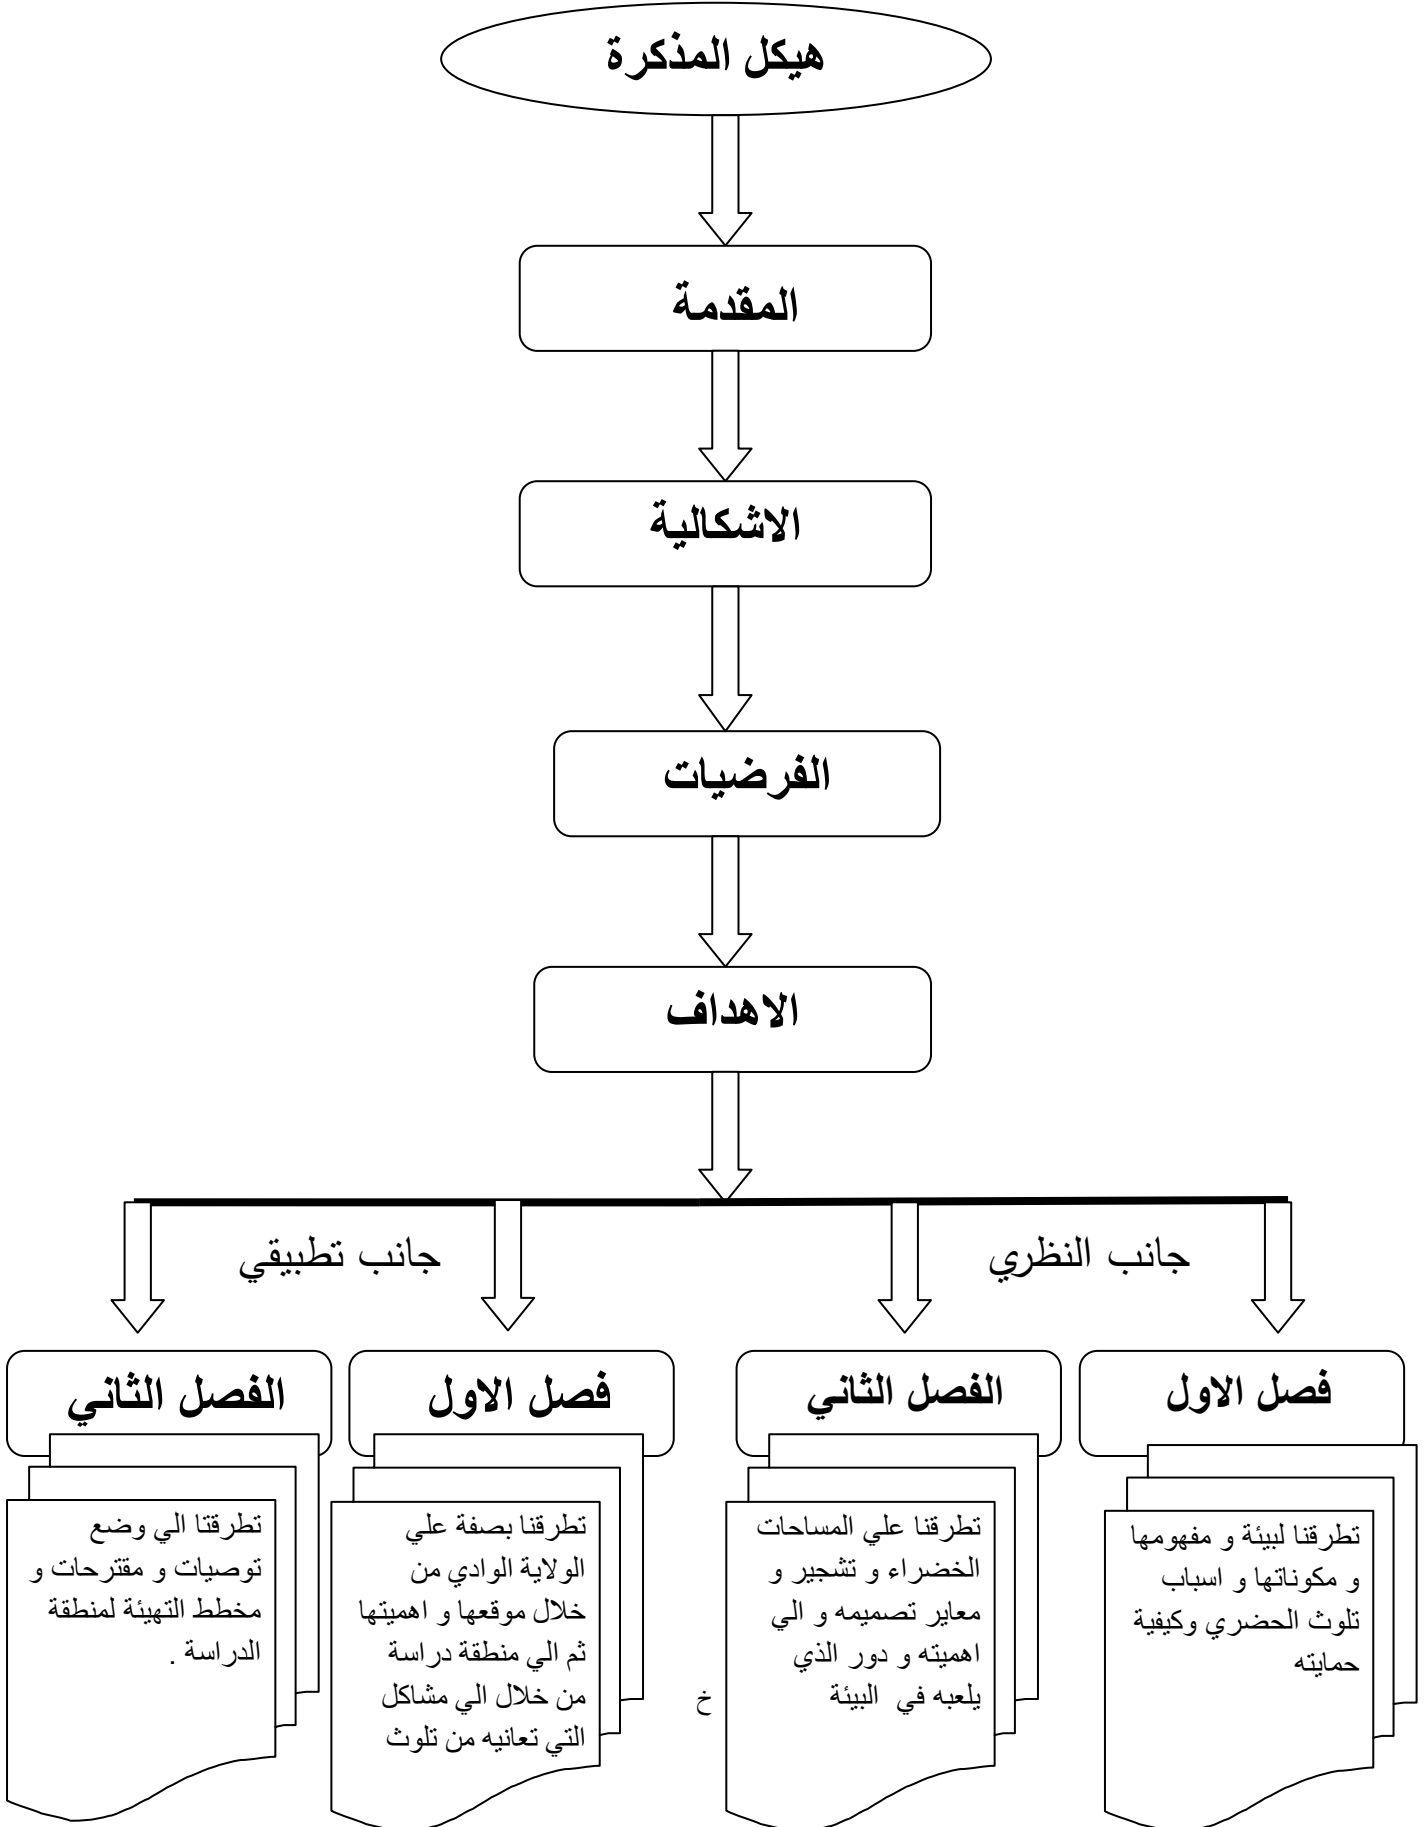 هيكل المذكرة
المقدمة
الاشكالية
الفرضيات
الاهداف
جانب النظري
جانب تطبيقي
فصل الاول
تطرقنا لبيئة و مفهومها
و مكوناتها و اسباب
تلوث الحضري وكيفية
حمايته
الفصل الثاني
تطرقنا علي المساحات
الخضراء و تشجير و
معاير تصميمه و الي
اهميته و دور الذي
يلعبه في البيئة
خ
فصل الاول
تطرقنا بصفة علي
الولاية الوادي من
خلال موقعها و اهميتها
ثم الي منطقة دراسة
من خلال الي مشاكل
التي تعانيه من تلوث
الفصل الثاني
تطرقتا الي وضع
توصيات و مقترحات و
مخطط التهيئة لمنطقة
الدراسة .